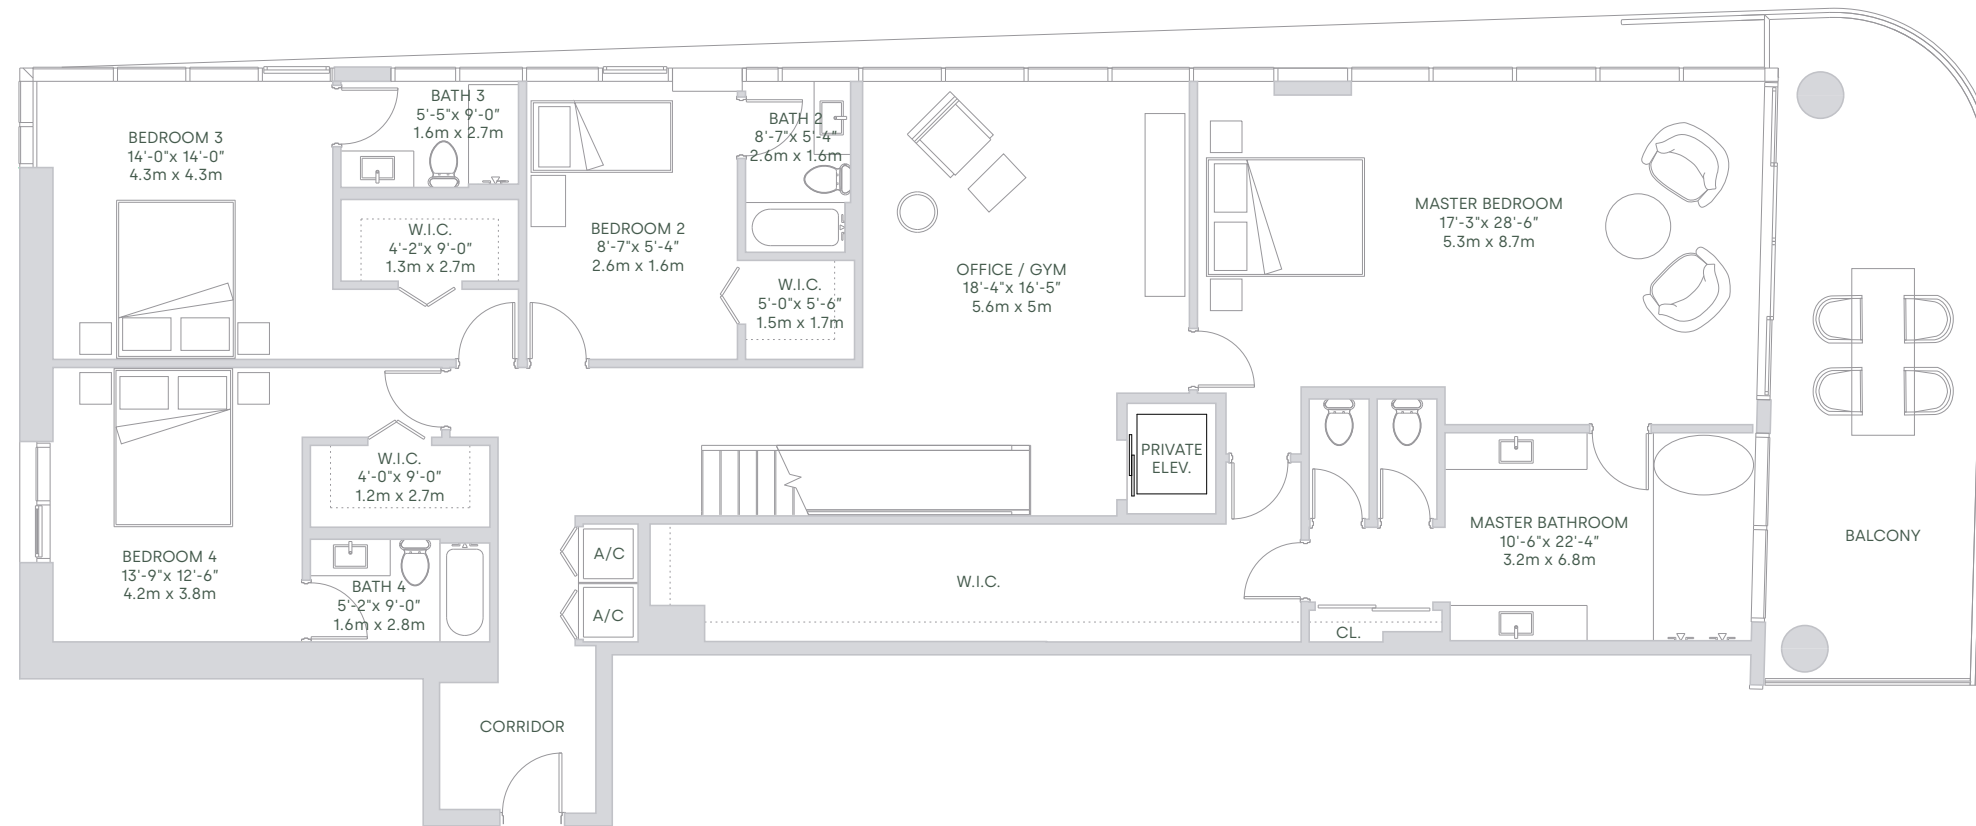 BEDROOM 3
14'-0"x 14'-0"
4.3m x 4.3m
BATH 3
5'-5"x 9'-0"
1.6m x 2.7m
W.I.C.
4'-2"x 9'-0"
1.3m x 2.7m
BEDROOM 2
8'-7"x 5'-4"
2.6m x 1.6m
BATH 2
8'-7"x 5'-4"
2.6m x 1.6m
W.I.C.
5'-0"x 5'-6"
1.5m x 1.7m
OFFICE / GYM
18'-4"x 16'-5"
5.6m x 5m
MASTER BEDROOM
17'-3"x 28'-6"
5.3m x 8.7m
BEDROOM 4
13'-9"x 12'-6"
4.2m x 3.8m
W.I.C.
4'-0"x 9'-0"
1.2m x 2.7m
BATH 4
5'-2"x 9'-0"
1.6m x 2.8m
A/C
A/C
W.I.C.
PRIVATE
ELEV.
CL.
MASTER BATHROOM
10'-6"x 22'-4"
3.2m x 6.8m
BALCONY
CORRIDOR